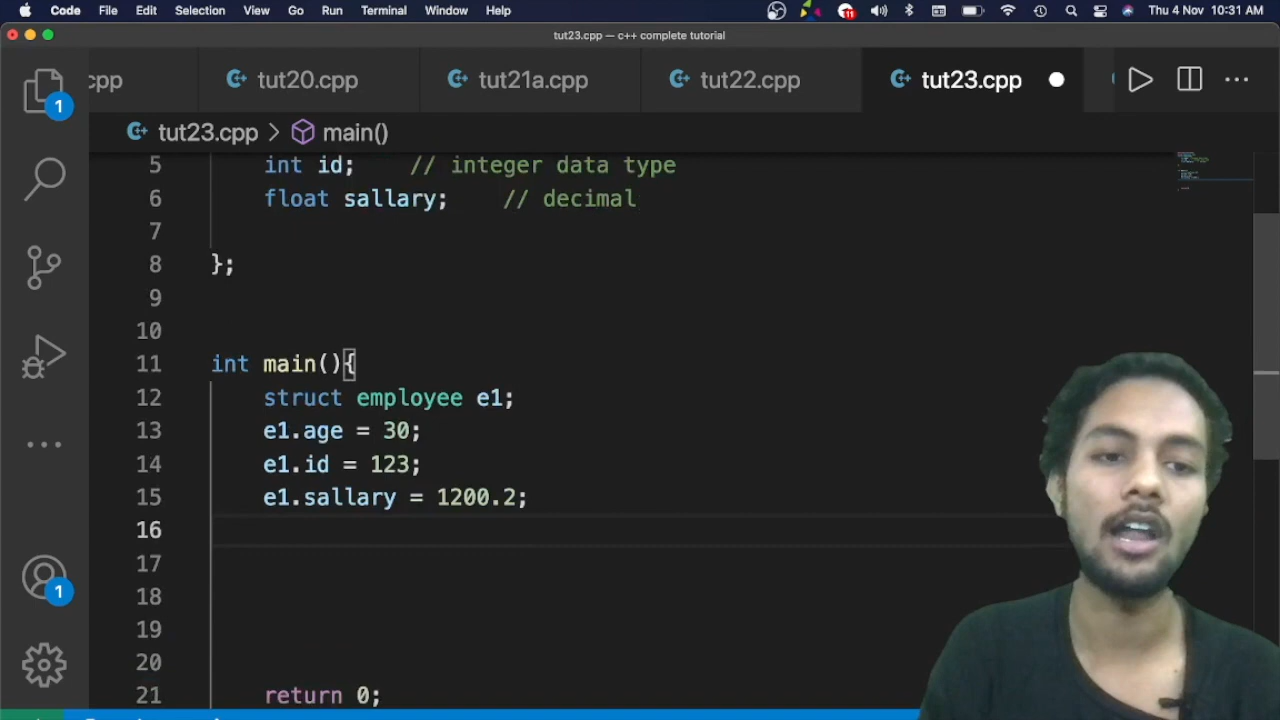 Code File Edit Selection View Go Run Terminal Window Help 11 Thu 4 Nov 10:31 AM
tut23.cpp — c++ complete tutorial
cpp tut20.cpp tut21a.cpp tut22.cpp tut23.cpp
1
tut23.cpp > main()
5 int id; // integer data type
6 float sallary; // decimal
7
8 };
9
10
11 int main(){
12 struct employee e1;
13 e1.age = 30;
14 e1.id = 123;
15 e1.sallary = 1200.2;
16
17
18
1
19
20
21 return 0;